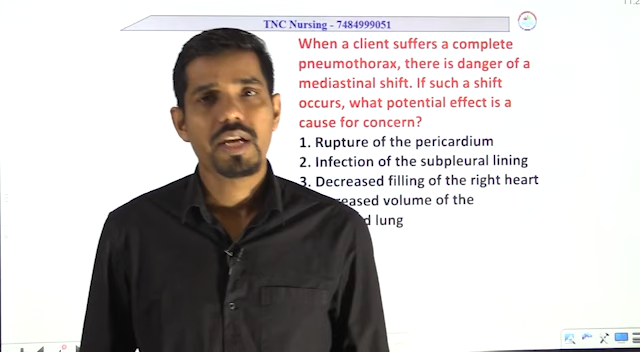 11:2
TNC Nursing - 7484999051
When a client suffers a complete
pneumothorax, there is danger of a
mediastinal shift. If such a shift
occurs, what potential effect is a
cause for concern?
1. Rupture of the pericardium
2. Infection of the subpleural lining
3. Decreased filling of the right heart
volume of the
lung